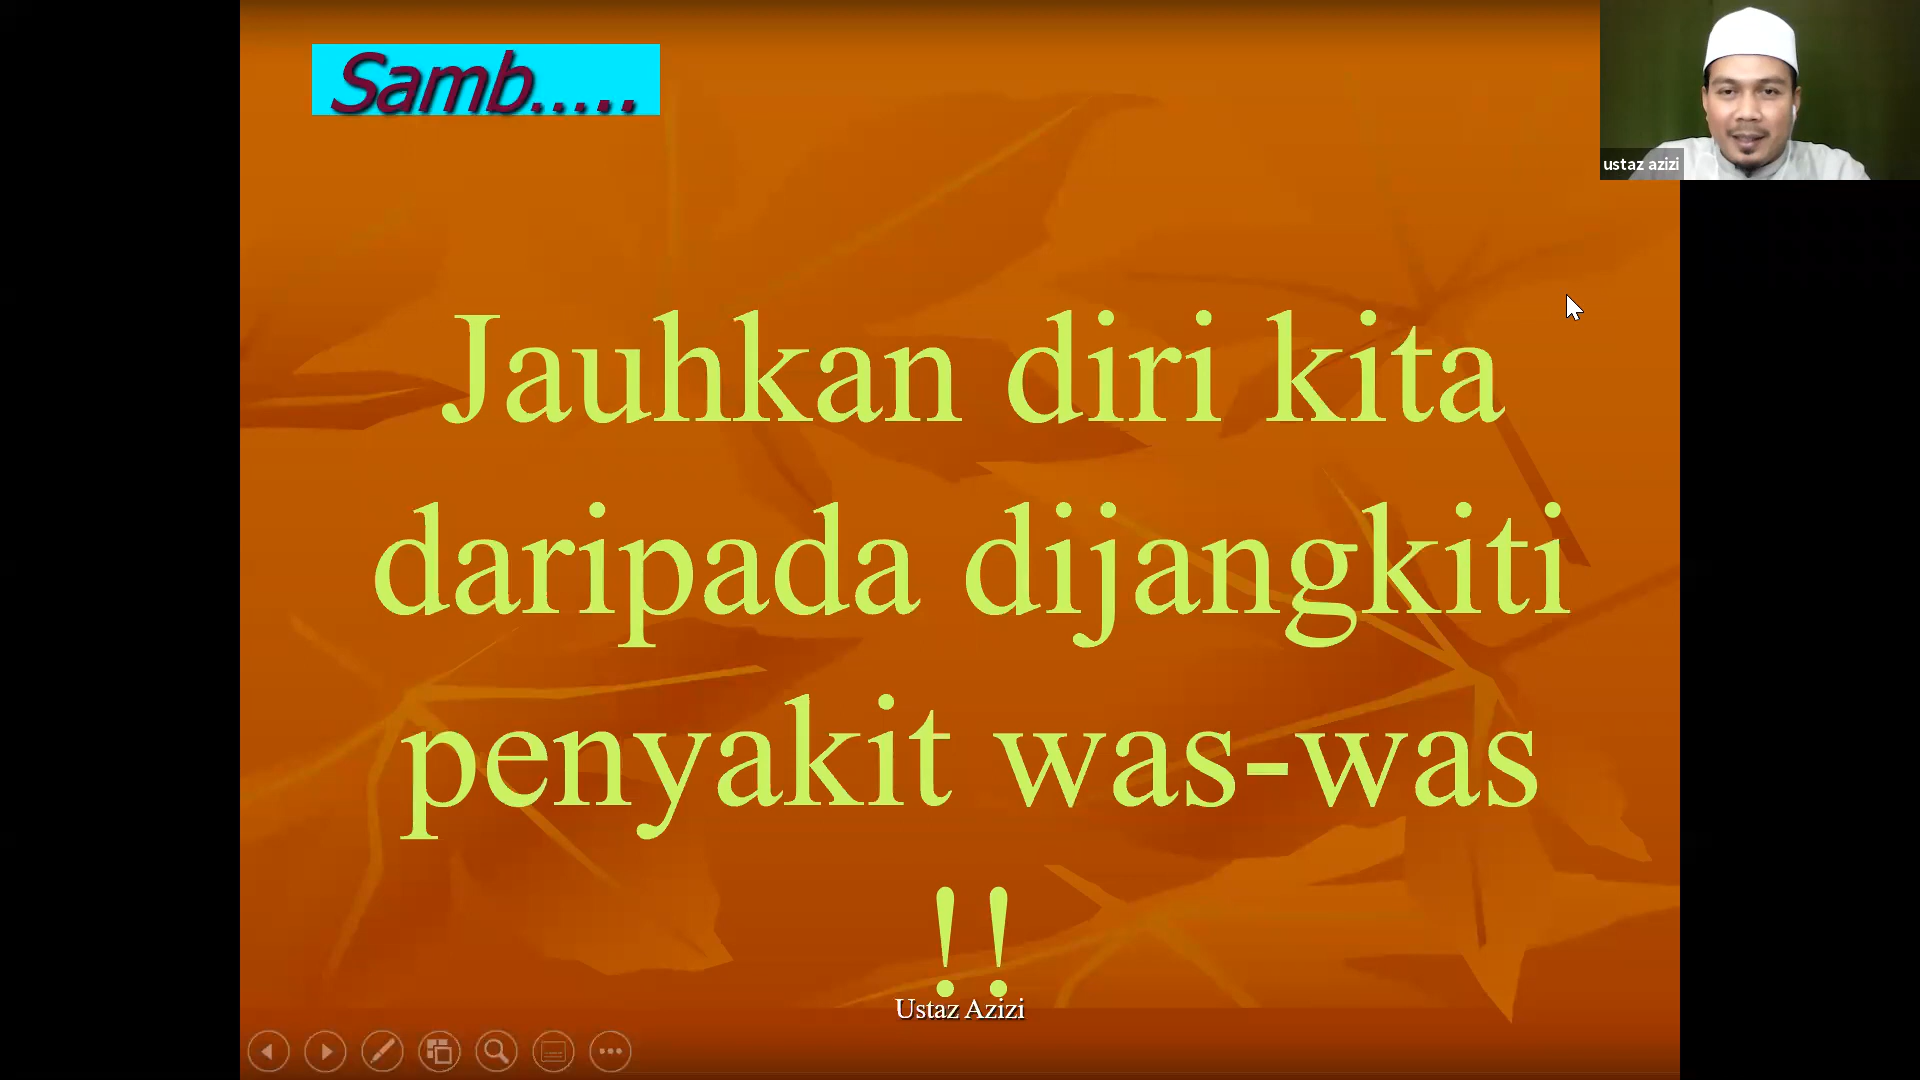 Samb.....
ustaz azizi
Jauhkan diri kita
daripada dijangkiti
penyakit was-was
!!
Ustaz Azizi